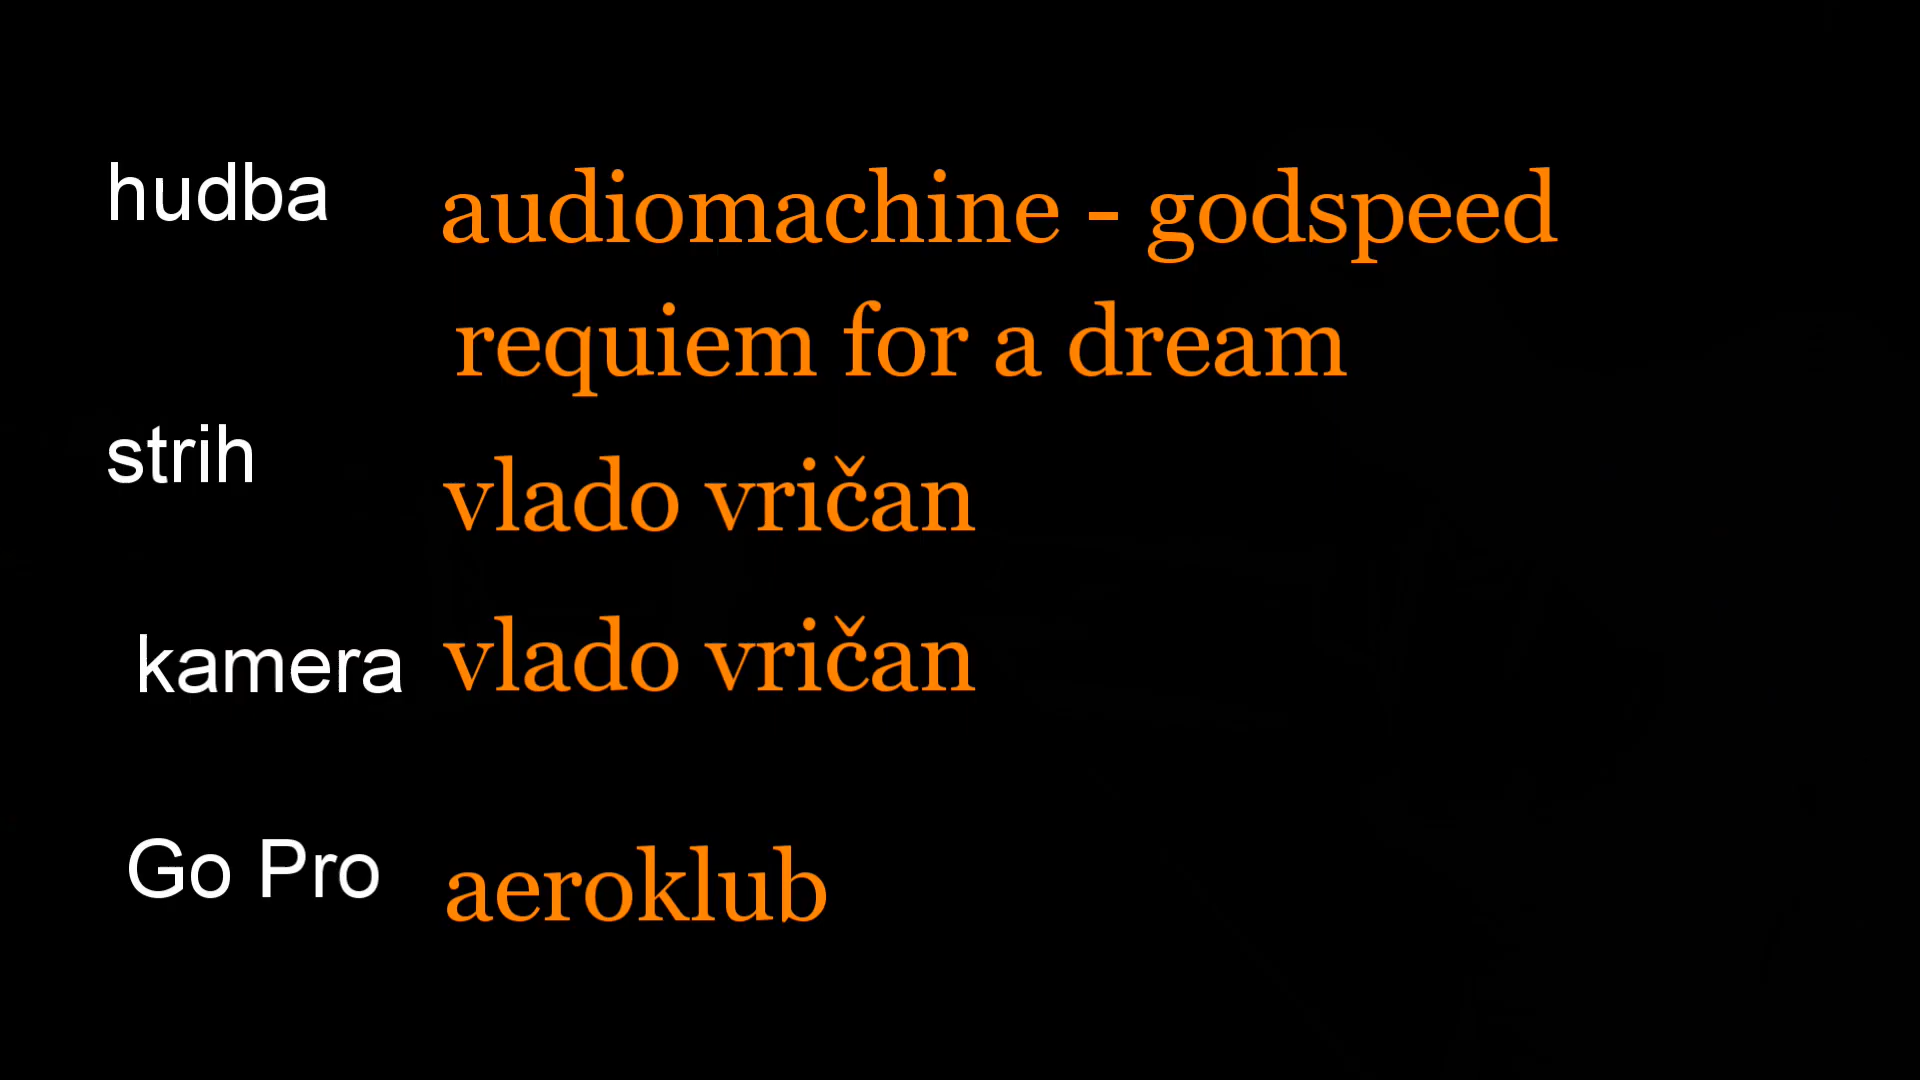 hudba audiomachine - godspeed
requiem for a dream
strih vlado vričan
kamera vlado vričan
Go Pro aeroklub